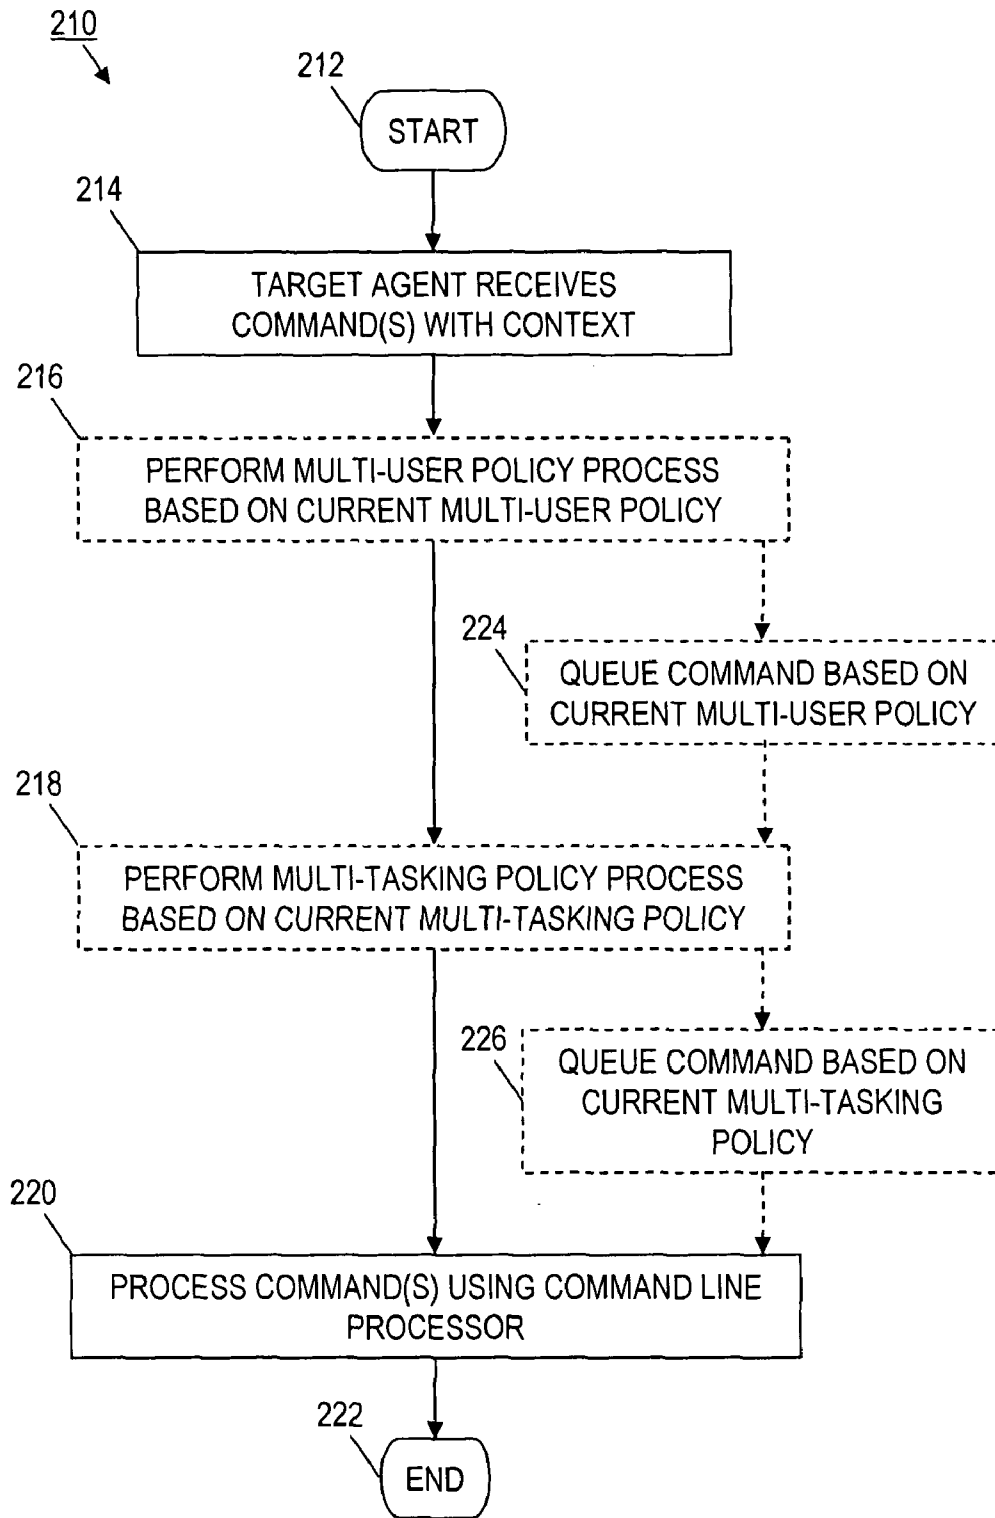 210
212
START
214
TARGET AGENT RECEIVES
COMMAND(S) WITH CONTEXT
216
PERFORM MULTI-USER POLICY PROCESS
BASED ON CURRENT MULTI-USER POLICY
224
QUEUE COMMAND BASED ON
CURRENT MULTI-USER POLICY
218
PERFORM MULTI-TASKING POLICY PROCESS
BASED ON CURRENT MULTI-TASKING POLICY
226
QUEUE COMMAND BASED ON
CURRENT MULTI-TASKING
POLICY
220
PROCESS COMMAND(S) USING COMMAND LINE
PROCESSOR
222
END